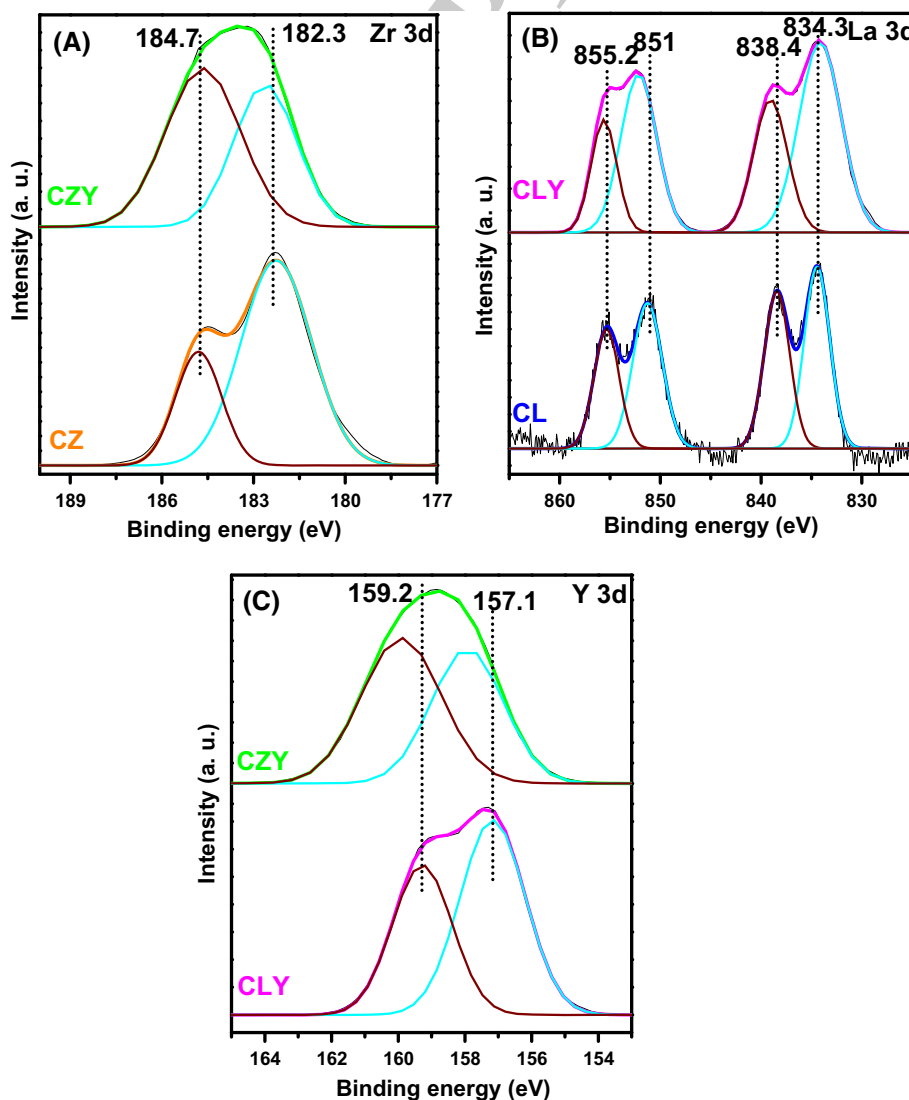 (A) 184.7 182.3 Zr 3d
CZY
CZ
Intensity (a. u.)
189 186 183 180 177
Binding energy (eV)
(B) 855.2 851 838.4 834.3 La 3d
CLY
CL
Intensity (a. u.)
860 850 840 830
Binding energy (eV)
(C) 159.2 157.1 Y 3d
CZY
CLY
Intensity (a. u.)
164 162 160 158 156 154
Binding energy (eV)